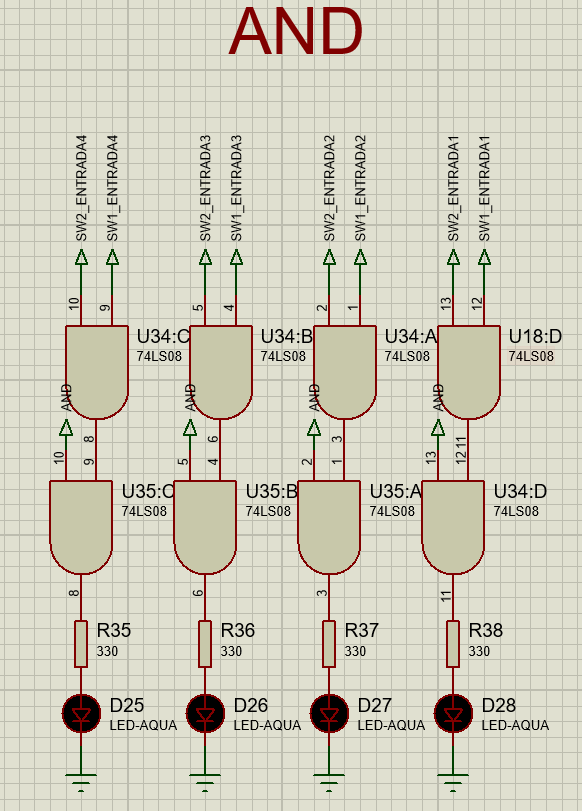 AND
SW2_ENTRADA4
SW1_ENTRADA4
SW2_ENTRADA3
SW1_ENTRADA3
SW2_ENTRADA2
SW1_ENTRADA2
SW2_ENTRADA1
SW1_ENTRADA1
10 9 5 4 2 1 13 12
U34:C U34:B U34:A U18:D
74LS08 74LS08 74LS08 74LS08
AND AND AND AND
8 6 3 11
10 9 5 4 2 1 13 12
U35:C U35:B U35:A U34:D
74LS08 74LS08 74LS08 74LS08
8 6 3 11
R35 R36 R37 R38
330 330 330 330
D25 D26 D27 D28
LED-AQUA LED-AQUA LED-AQUA LED-AQUA